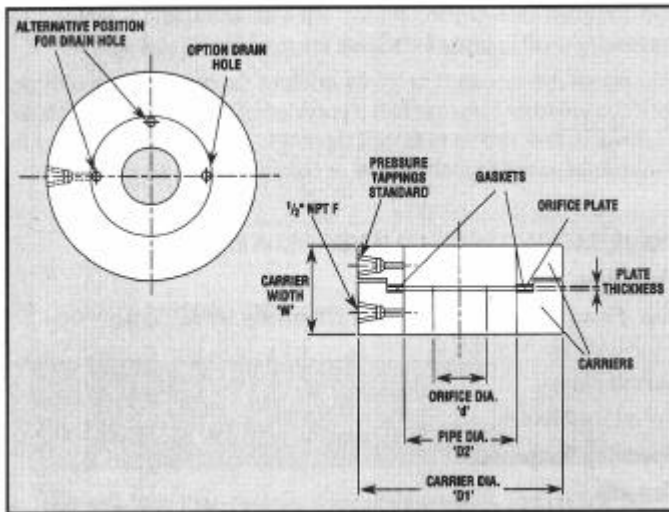 ALTERNATIVE POSITION
FOR DRAIN HOLE
OPTION DRAIN
HOLE
PRESSURE
TAPPINGS
STANDARD
GASKETS
ORIFICE PLATE
1/2" NPT F
CARRIER
WIDTH
'W'
PLATE
THICKNESS
CARRIERS
ORIFICE DIA.
'd'
PIPE DIA.
'D2'
CARRIER DIA.
'D1'